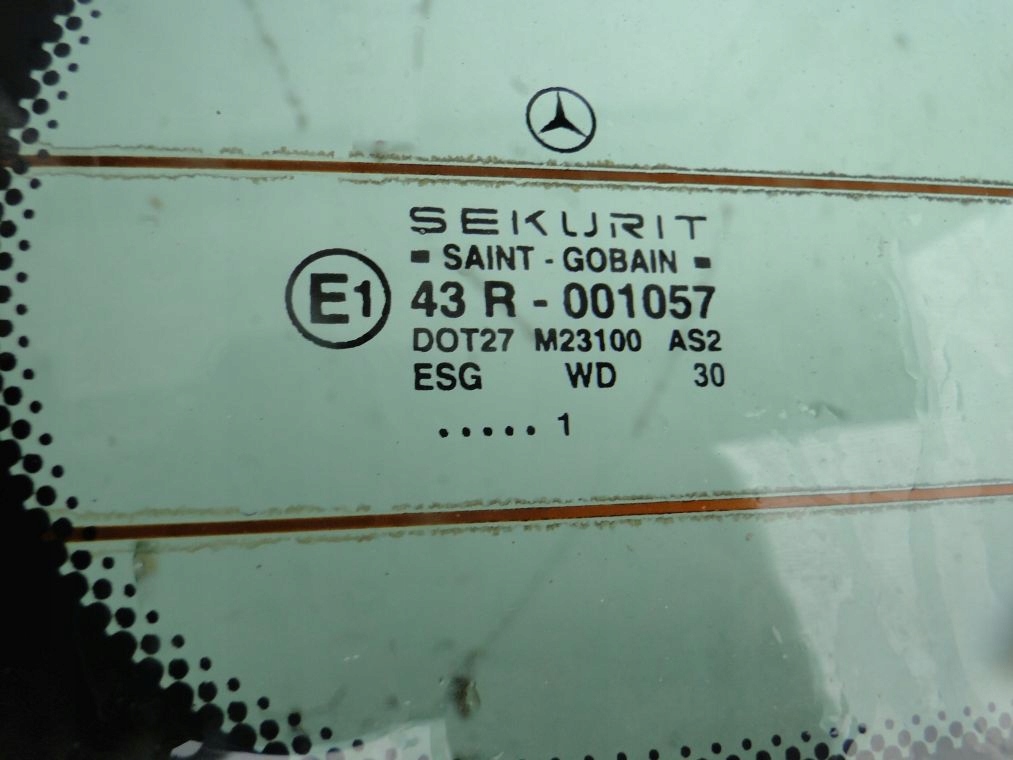 SEKURIT
SAINT - GOBAIN
E1
43 R - 001057
DOT27 M23100 AS2
ESG WD 30
..... 1